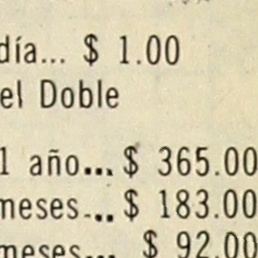 día... $ 1.00
el Doble
1 año... $ 365.00
meses... $ 183.00
meses... $ 92.00